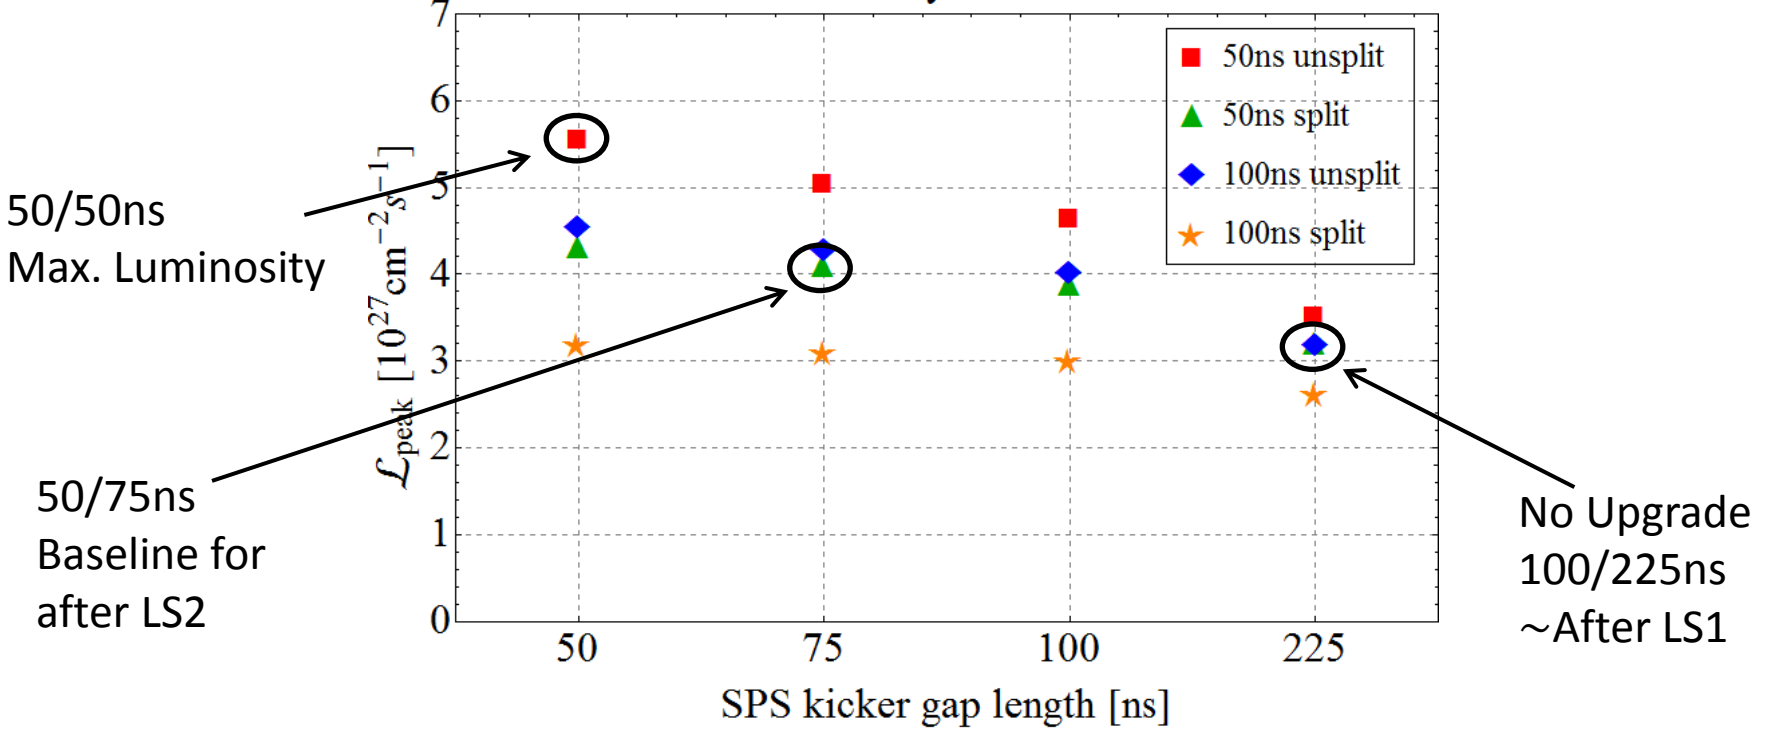 7
6
5
4
3
2
1
0
50
75
100
225
SPS kicker gap length [ns]
ℒpeak [10²⁷cm⁻²s⁻¹]
50ns unsplit
50ns split
100ns unsplit
100ns split
50/50ns
Max. Luminosity
50/75ns
Baseline for
after LS2
No Upgrade
100/225ns
~After LS1